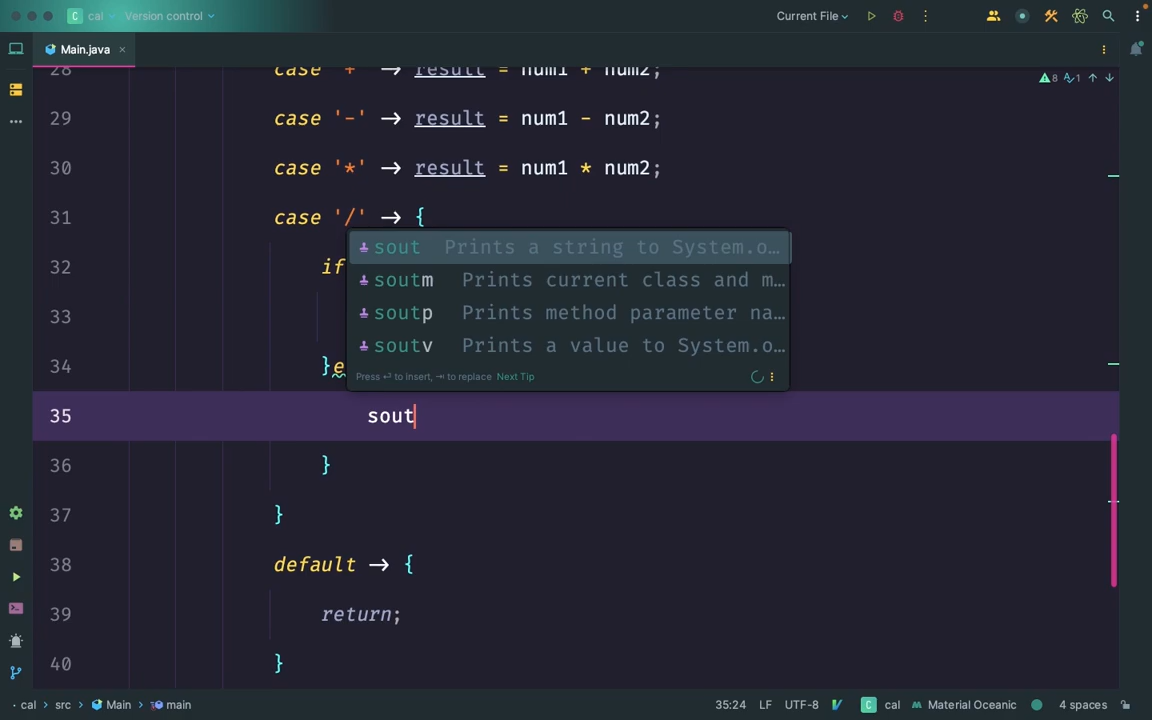 C cal Version control Current File
Main.java
28 case '+' -> result = num1 + num2;
8 1
29 case '-' -> result = num1 - num2;
30 case '*' -> result = num1 * num2;
31 case '/' -> {
sout Prints a string to System.o…
32 if
soutm Prints current class and m…
33 soutp Prints method parameter na…
soutv Prints a value to System.o…
34 }e
Press ↵ to insert, ⇥ to replace Next Tip
35 sout
36 }
37 }
38 default -> {
39 return;
40 }
cal > src > Main > main 35:24 LF UTF-8 C cal Material Oceanic 4 spaces